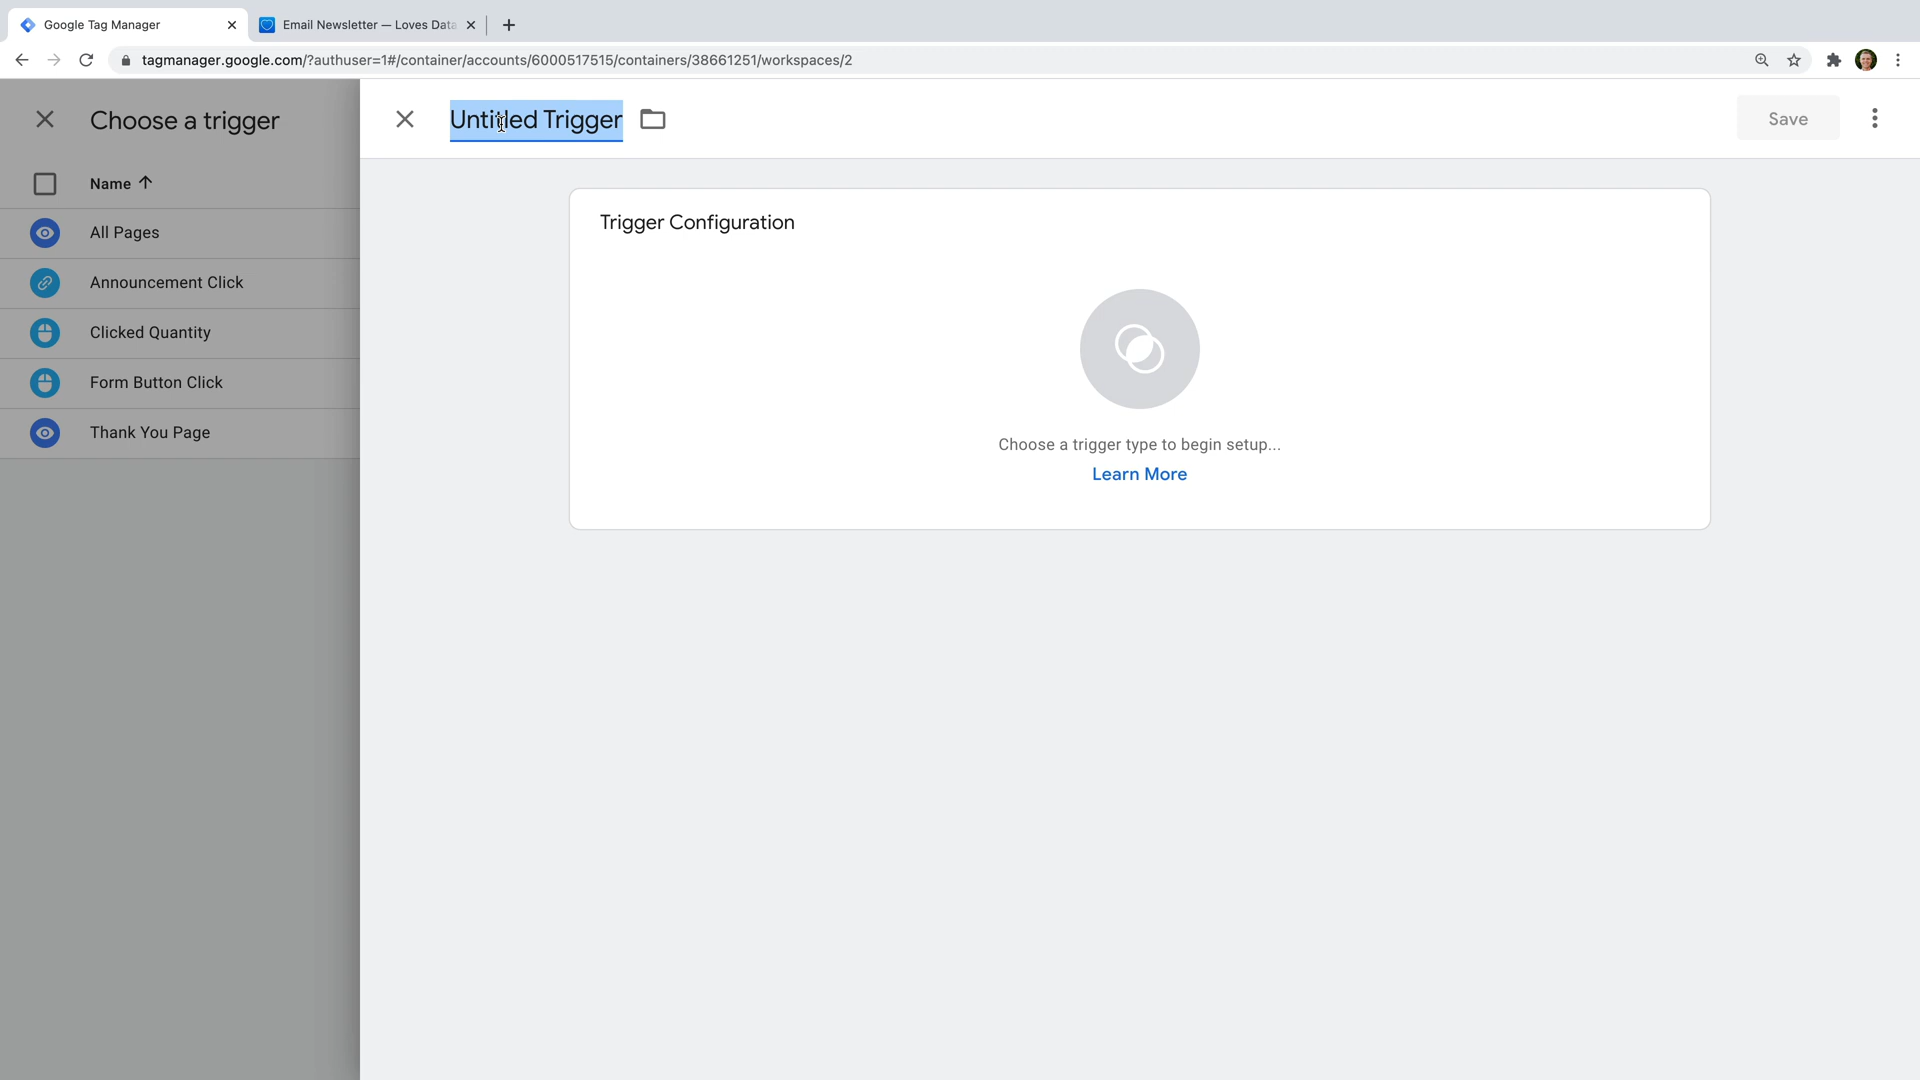 Google Tag Manager
Email Newsletter — Loves Data
tagmanager.google.com/?authuser=1#/container/accounts/6000517515/containers/38661251/workspaces/2
Choose a trigger
Untitled Trigger
Save
Name
All Pages
Announcement Click
Clicked Quantity
Form Button Click
Thank You Page
Trigger Configuration
Choose a trigger type to begin setup...
Learn More